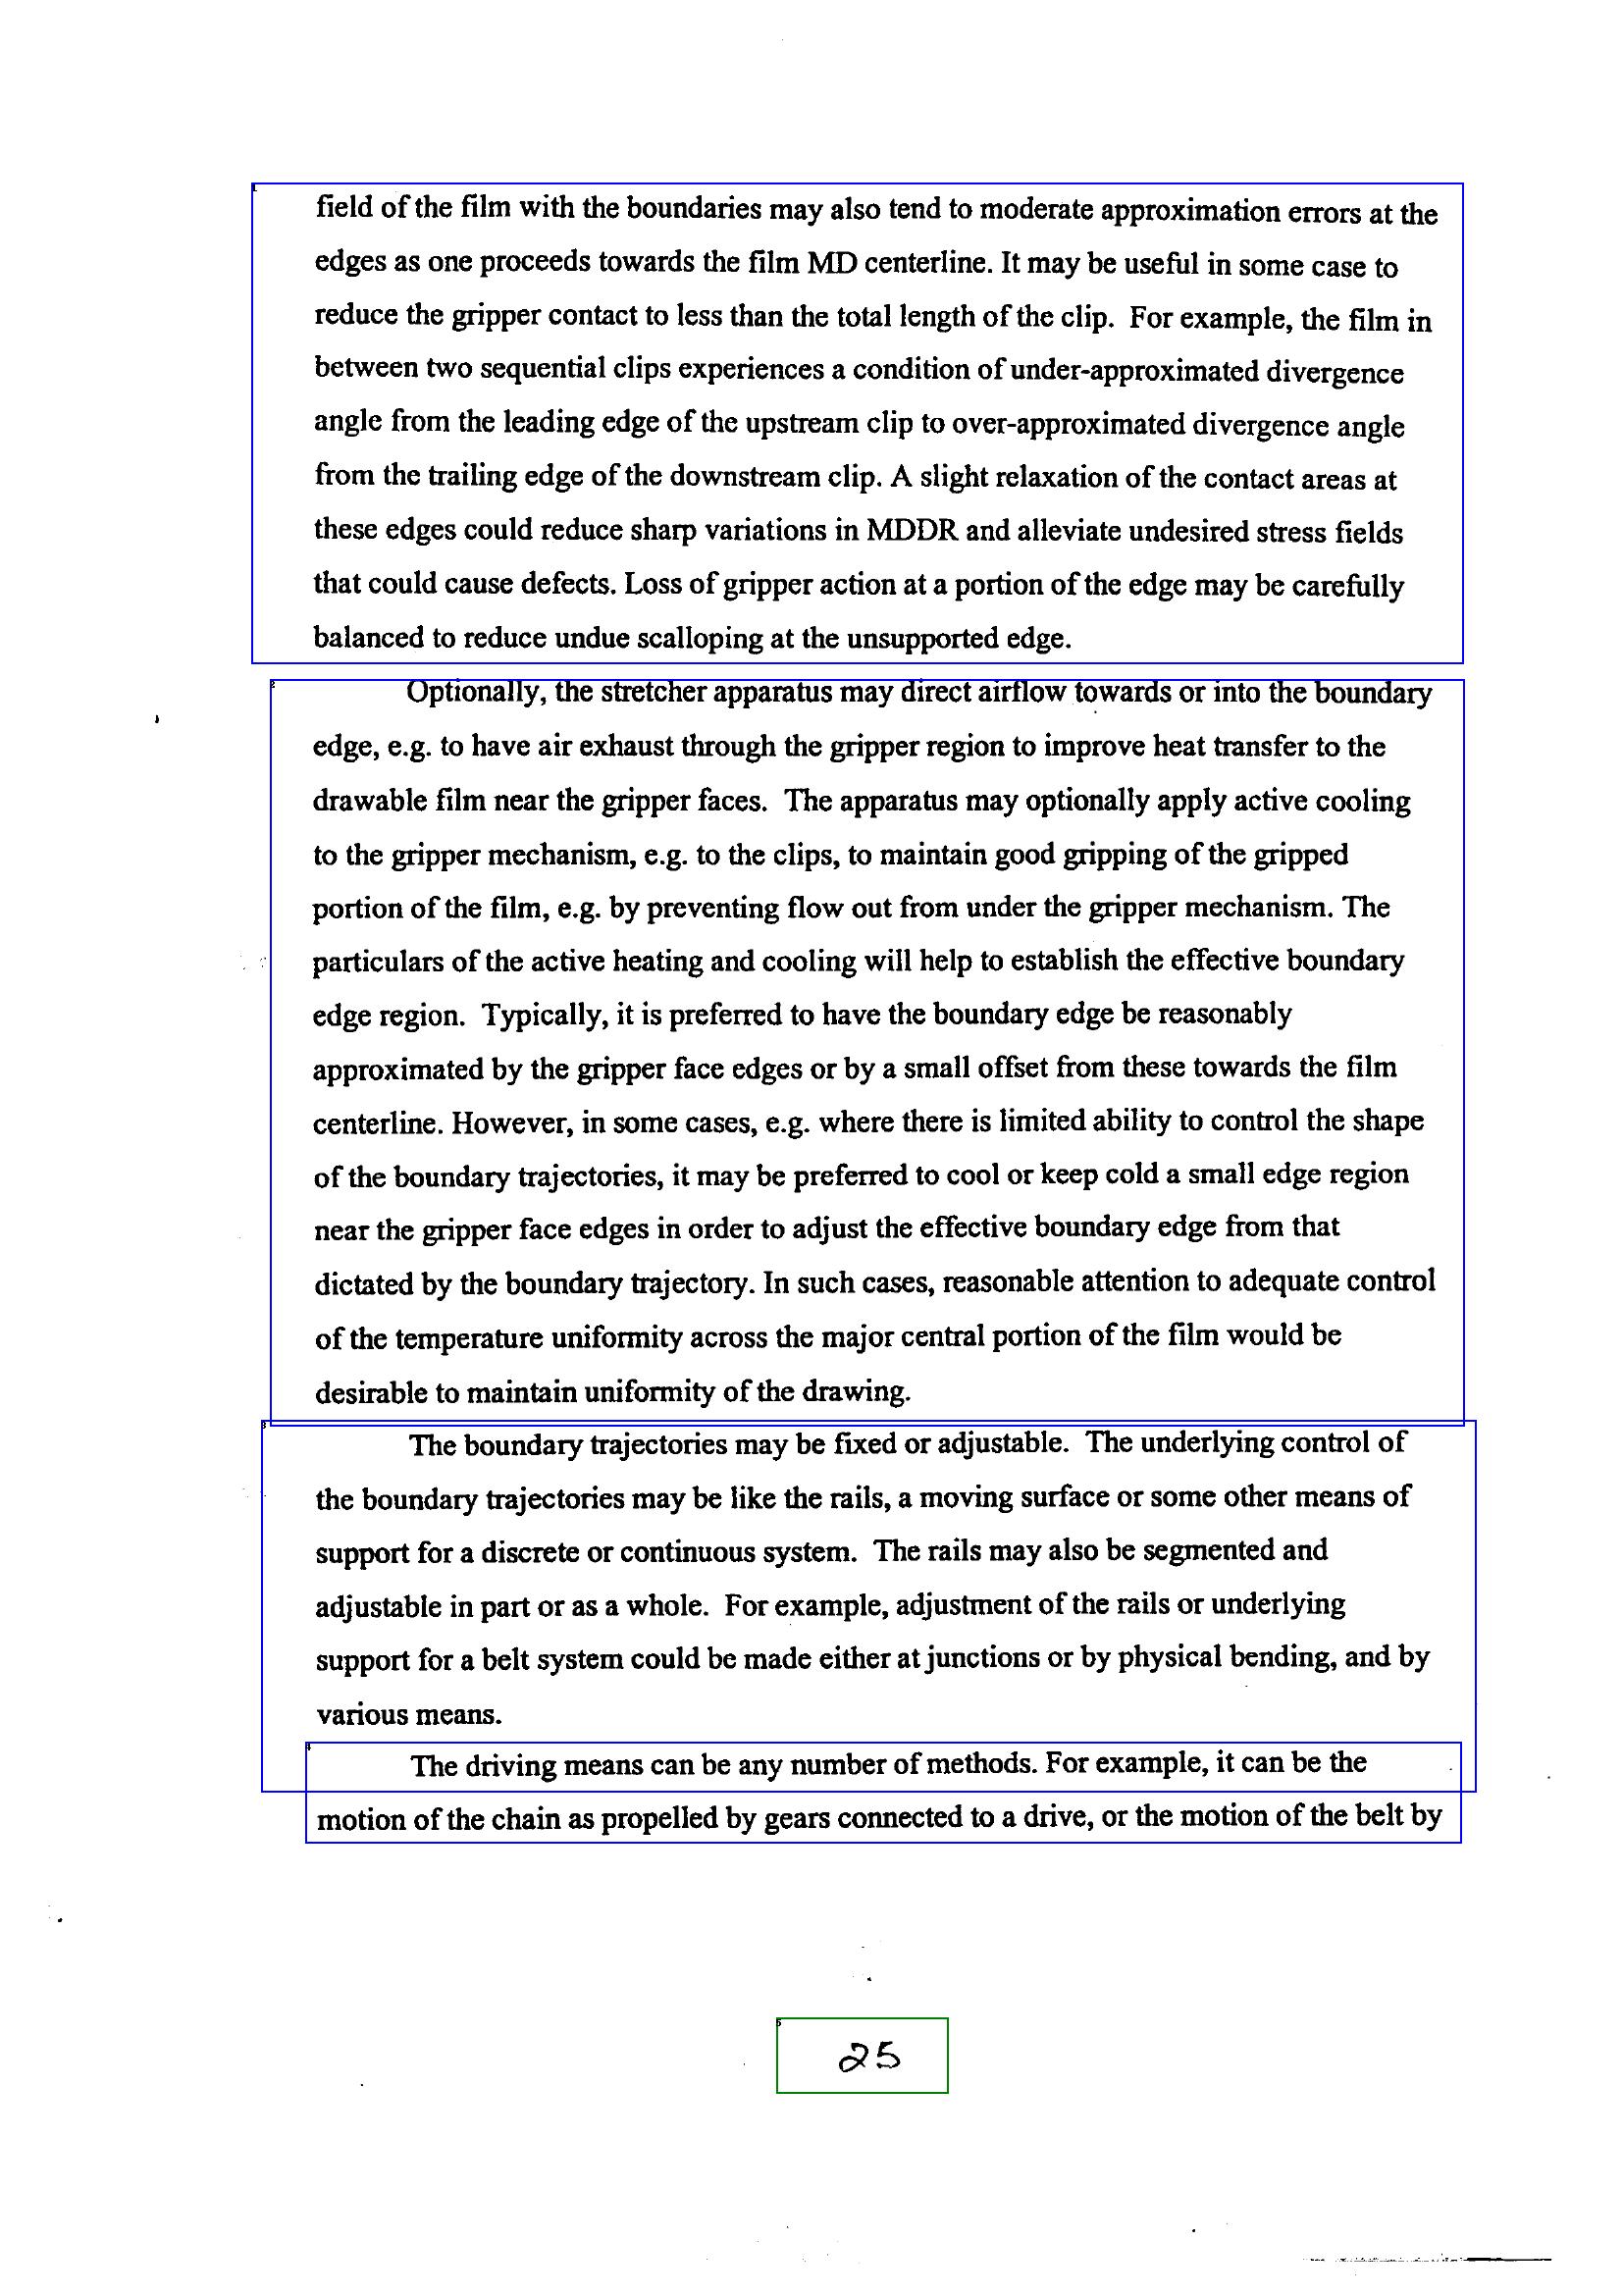 field of the film with the boundaries may also tend to moderate approximation errors at the
edges as one proceeds towards the film MD centerline. It may be useful in some case to
reduce the gripper contact to less than the total length of the clip.  For example, the film in
between two sequential clips experiences a condition of under-approximated divergence
angle from the leading edge of the upstream clip to over-approximated divergence angle
from the trailing edge of the downstream clip. A slight relaxation of the contact areas at
these edges could reduce sharp variations in MDDR and alleviate undesired stress fields
that could cause defects. Loss of gripper action at a portion of the edge may be carefully
balanced to reduce undue scalloping at the unsupported edge.
Optionally, the stretcher apparatus may direct airflow towards or into the boundary
edge, e.g. to have air exhaust through the gripper region to improve heat transfer to the
drawable film near the gripper faces.  The apparatus may optionally apply active cooling
to the gripper mechanism, e.g. to the clips, to maintain good gripping of the gripped
portion of the film, e.g. by preventing flow out from under the gripper mechanism. The
particulars of the active heating and cooling will help to establish the effective boundary
edge region.  Typically, it is preferred to have the boundary edge be reasonably
approximated by the gripper face edges or by a small offset from these towards the film
centerline. However, in some cases, e.g. where there is limited ability to control the shape
of the boundary trajectories, it may be preferred to cool or keep cold a small edge region
near the gripper face edges in order to adjust the effective boundary edge from that
dictated by the boundary trajectory. In such cases, reasonable attention to adequate control
of the temperature uniformity across the major central portion of the film would be
desirable to maintain uniformity of the drawing.
The boundary trajectories may be fixed or adjustable.  The underlying control of
the boundary trajectories may be like the rails, a moving surface or some other means of
support for a discrete or continuous system.  The rails may also be segmented and
adjustable in part or as a whole.  For example, adjustment of the rails or underlying
support for a belt system could be made either at junctions or by physical bending, and by
various means.
The driving means can be any number of methods. For example, it can be the
motion of the chain as propelled by gears connected to a drive, or the motion of the belt by
25